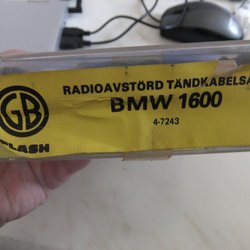 RADIOAVSTÖRD TÄNDKABELSA
BMW 1600
4-7243
GB
FLASH